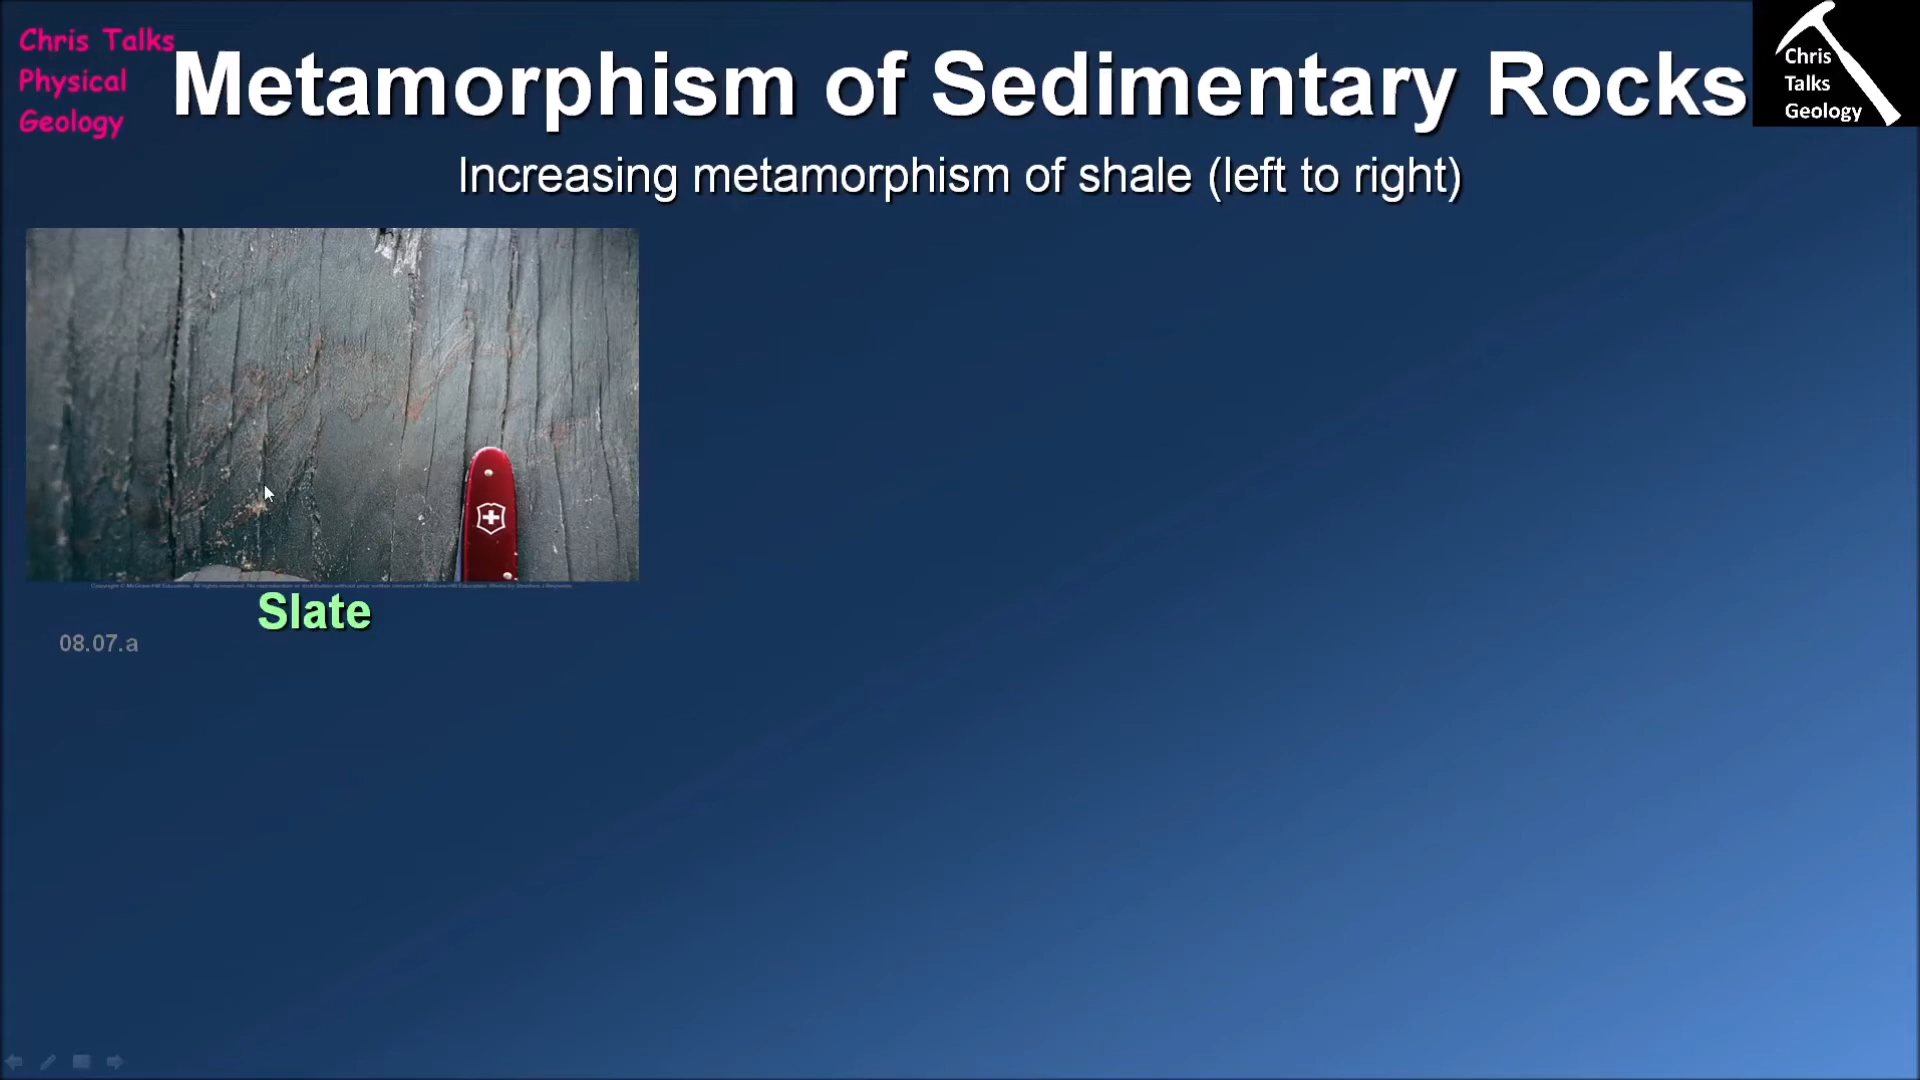 Chris Talks
Physical
Geology
Metamorphism of Sedimentary Rocks
Chris
Talks
Geology
Increasing metamorphism of shale (left to right)
Slate
08.07.a